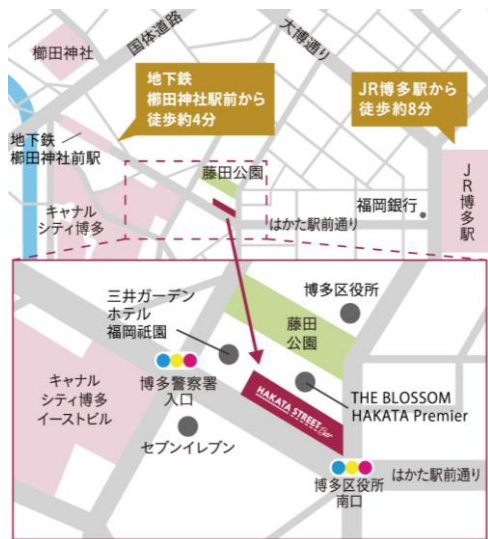 櫛田神社
国体道路
大博通り
地下鉄
櫛田神社駅前から
徒歩約4分
JR博多駅から
徒歩約8分
地下鉄
櫛田神社前駅
藤田公園
福岡銀行
JR博多駅
キャナル
シティ博多
はかた駅前通り
三井ガーデン
ホテル
福岡祇園
博多区役所
藤田
公園
キャナル
シティ博多
イーストビル
博多警察署
入口
HAKATA STREET
THE BLOSSOM
HAKATA Premier
セブンイレブン
博多区役所
南口
はかた駅前通り